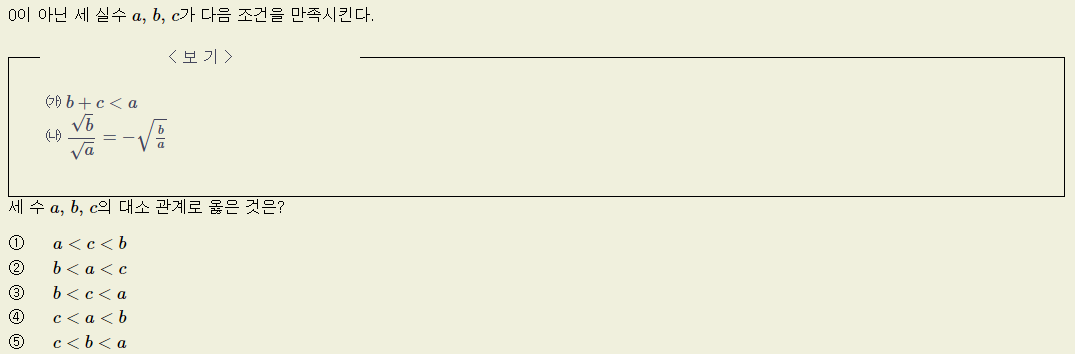 0이 아닌 세 실수 a, b, c가 다음 조건을 만족시킨다.
< 보 기 >
㈎ b + c < a
㈏ \frac{\sqrt{b}}{\sqrt{a}} = -\sqrt{\frac{b}{a}}
세 수 a, b, c의 대소 관계로 옳은 것은?
① a < c < b
② b < a < c
③ b < c < a
④ c < a < b
⑤ c < b < a